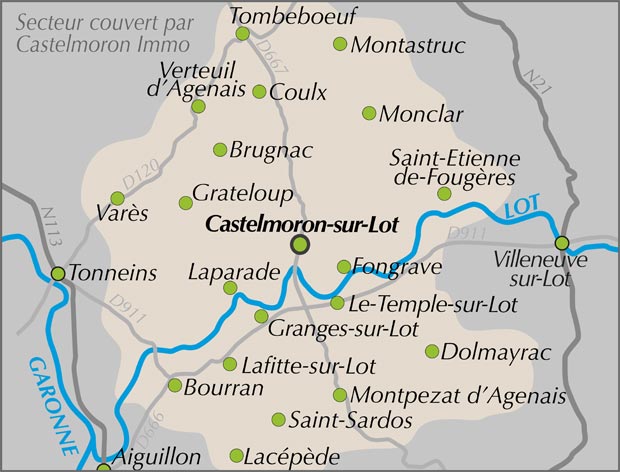 Secteur couvert par
Castelmoron Immo
Tombeboeuf
D667
Montastruc
Verteuil
d'Agenais
Coulx
N21
Monclar
Brugnac
Saint-Etienne
de-Fougères
D120
Grateloup
Varès
Castelmoron-sur-Lot
LOT
N113
D911
Tonneins
Laparade
Fongrave
Villeneuve
sur-Lot
D911
Le-Temple-sur-Lot
Granges-sur-Lot
GARONNE
Lafitte-sur-Lot
Dolmayrac
Bourran
Montpezat d'Agenais
D666
Saint-Sardos
Aiguillon
Lacépède